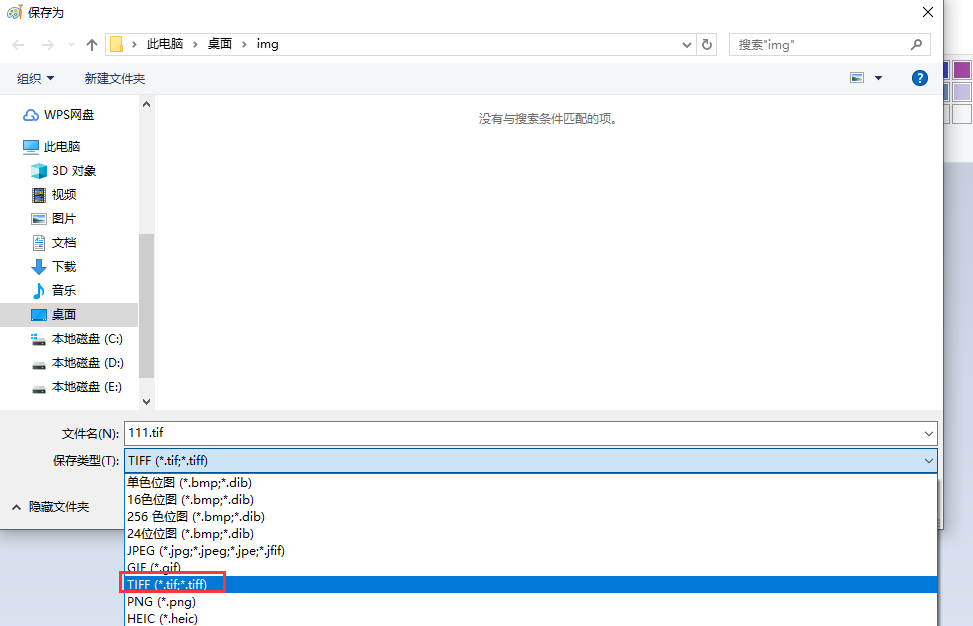 保存为
此电脑 › 桌面 › img
搜索"img"
组织
新建文件夹
WPS网盘
此电脑
3D 对象
视频
图片
文档
下载
音乐
桌面
本地磁盘 (C:)
本地磁盘 (D:)
本地磁盘 (E:)
没有与搜索条件匹配的项。
文件名(N): 111.tif
保存类型(T): TIFF (*.tif;*.tiff)
单色位图 (*.bmp;*.dib)
16色位图 (*.bmp;*.dib)
256 色位图 (*.bmp;*.dib)
24位位图 (*.bmp;*.dib)
JPEG (*.jpg;*.jpeg;*.jpe;*.jfif)
GIF (*.gif)
TIFF (*.tif;*.tiff)
PNG (*.png)
HEIC (*.heic)
隐藏文件夹